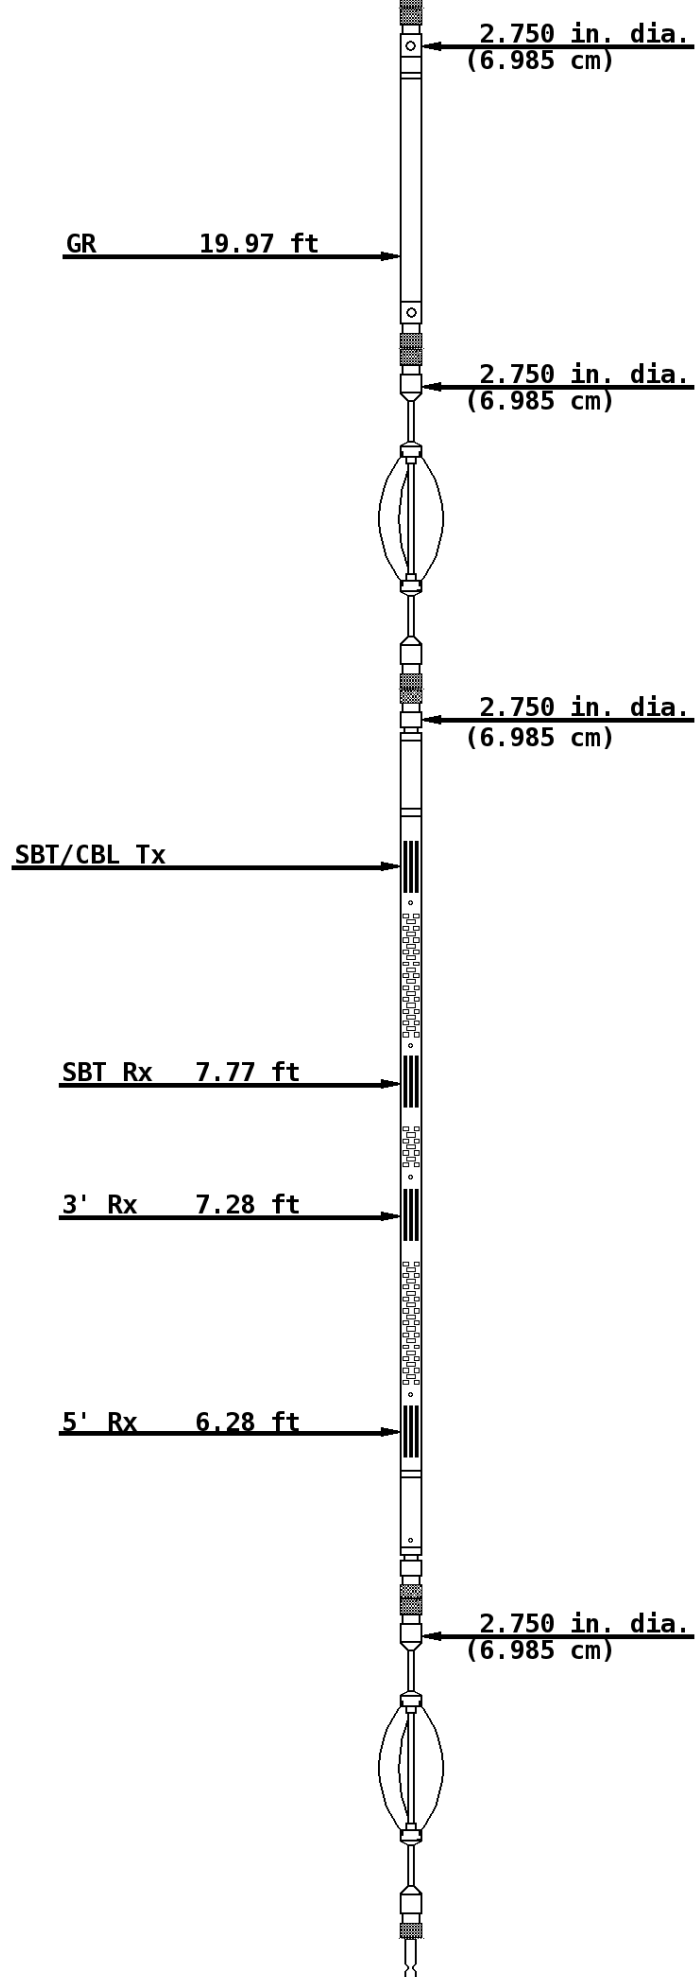 2.750 in. dia.
(6.985 cm)
GR 19.97 ft
2.750 in. dia.
(6.985 cm)
2.750 in. dia.
(6.985 cm)
SBT/CBL Tx
SBT Rx 7.77 ft
3' Rx 7.28 ft
5' Rx 6.28 ft
2.750 in. dia.
(6.985 cm)